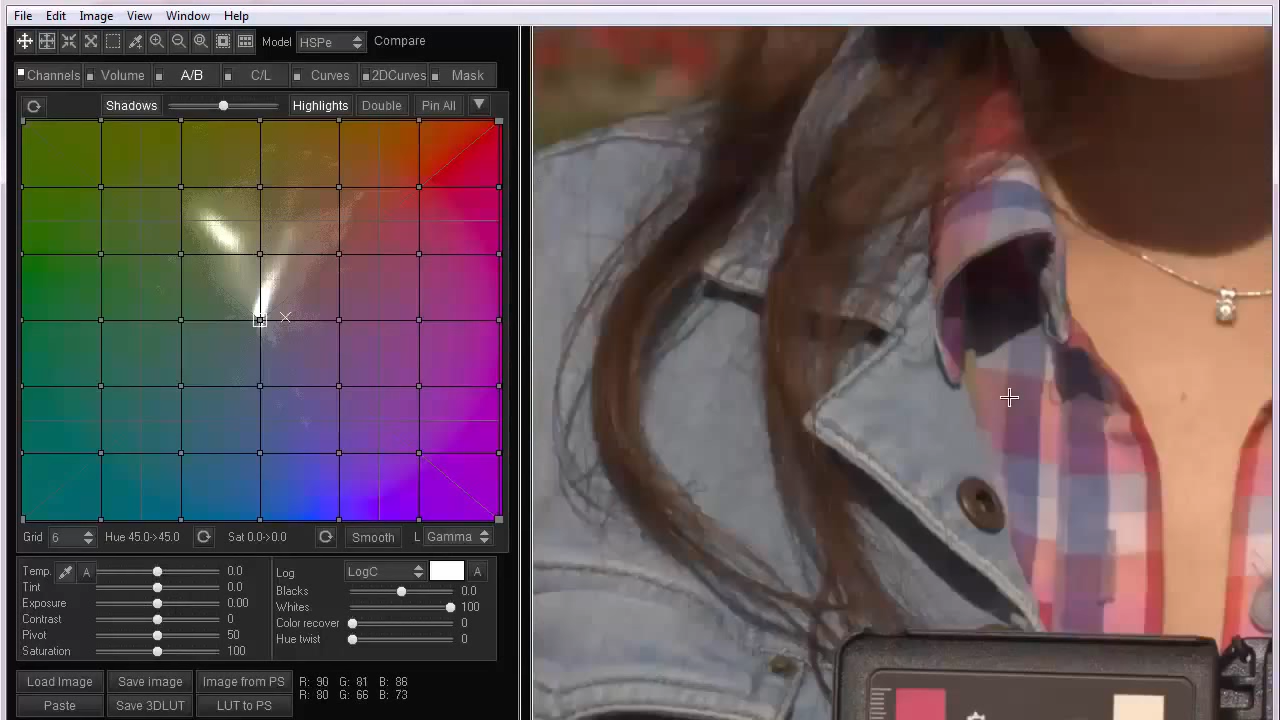 File Edit Image View Window Help
Model HSPe Compare
Channels Volume A/B C/L Curves 2DCurves Mask
Shadows Highlights Double Pin All
Grid 6 Hue 45.0->45.0 Sat 0.0->0.0 Smooth L Gamma
Temp. A 0.0
Tint 0.0
Exposure 0.00
Contrast 0
Pivot 50
Saturation 100
Log LogC A
Blacks 0.0
Whites 100
Color recover 0
Hue twist 0
Load Image Save image Image from PS R: 90 G: 81 B: 86
Paste Save 3DLUT LUT to PS R: 80 G: 66 B: 73